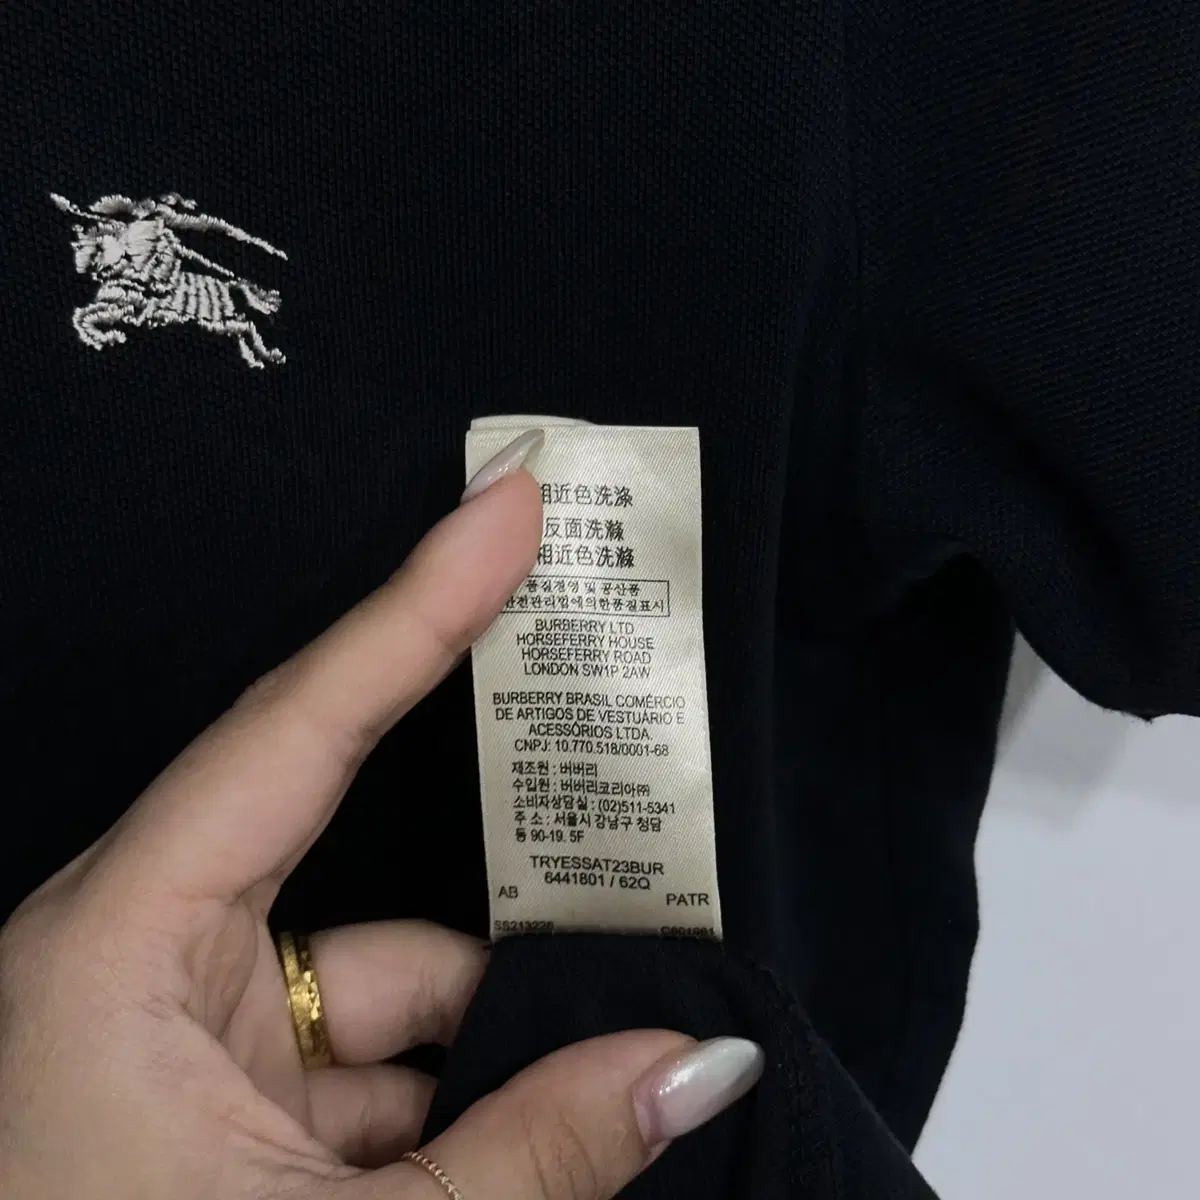 相近色洗涤
反面洗滌
相近色洗滌
품질경영 및 공산품
안전관리법에의한품질표시
BURBERRY LTD
HORSEFERRY HOUSE
HORSEFERRY ROAD
LONDON SW1P 2AW
BURBERRY BRASIL COMÉRCIO
DE ARTIGOS DE VESTUÁRIO E
ACESSÓRIOS LTDA.
CNPJ: 10.770.518/0001-68
제조원 : 버버리
수입원 : 버버리코리아㈜
소비자상담실 : (02)511-5341
주 소 : 서울시 강남구 청담
동 90-19. 5F
TRYESSAT23BUR
6441801 / 62Q
AB PATR